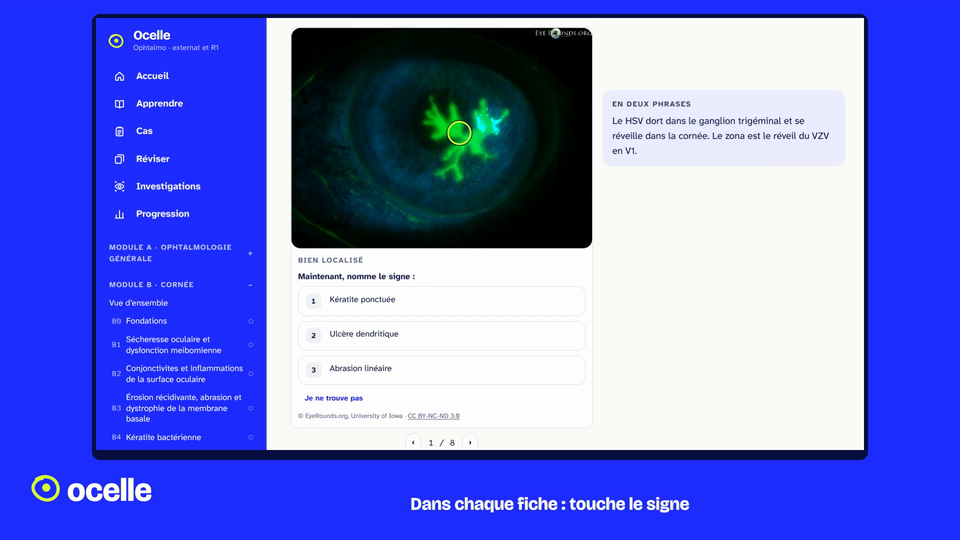 Ocelle
Ophtalmo · externat et R1
Accueil
Apprendre
Cas
Réviser
Investigations
Progression
MODULE A · OPHTALMOLOGIE
GÉNÉRALE
+
MODULE B · CORNÉE
–
Vue d'ensemble
B0 Fondations
B1 Sécheresse oculaire et
dysfonction meibomienne
B2 Conjonctivites et inflammations
de la surface oculaire
B3 Érosion récidivante, abrasion et
dystrophie de la membrane
basale
B4 Kératite bactérienne
EYE ROUNDS.ORG
BIEN LOCALISÉ
Maintenant, nomme le signe :
1 Kératite ponctuée
2 Ulcère dendritique
3 Abrasion linéaire
Je ne trouve pas
© EyeRounds.org, University of Iowa · CC BY-NC-ND 3.0
‹ 1 / 8 ›
EN DEUX PHRASES
Le HSV dort dans le ganglion trigéminal et se
réveille dans la cornée. Le zona est le réveil du VZV
en V1.
ocelle
Dans chaque fiche : touche le signe